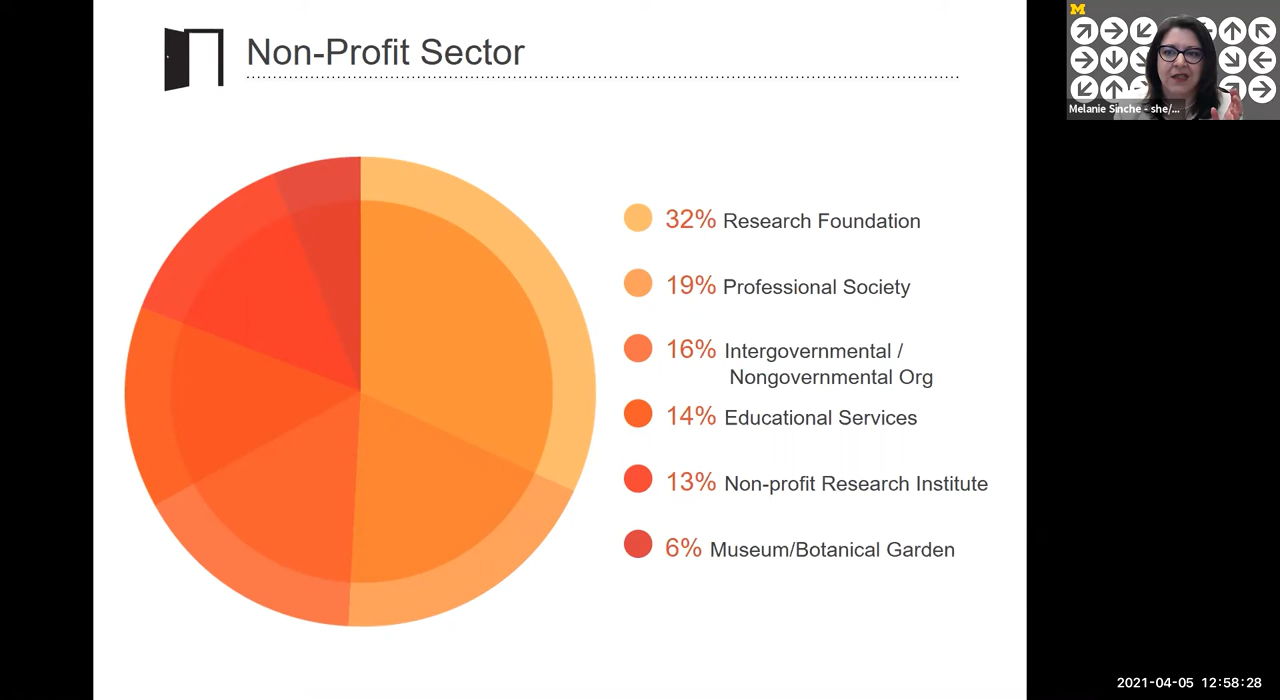 Non-Profit Sector
M
Melanie Sinche - she/...
32% Research Foundation
19% Professional Society
16% Intergovernmental /
Nongovernmental Org
14% Educational Services
13% Non-profit Research Institute
6% Museum/Botanical Garden
2021-04-05 12:58:28